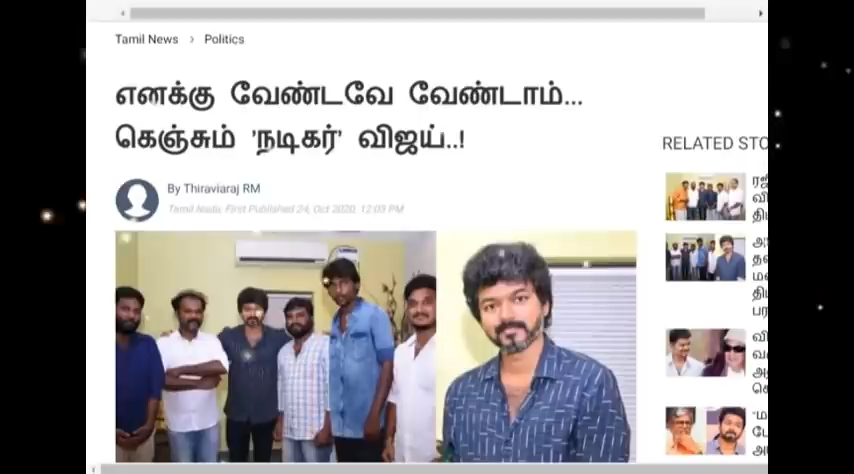 Tamil News › Politics
எனக்கு வேண்டவே வேண்டாம்...
கெஞ்சும் 'நடிகர்' விஜய்..!
By Thiraviaraj RM
Tamil Nadu, First Published 24, Oct 2020, 12:03 PM
RELATED STO